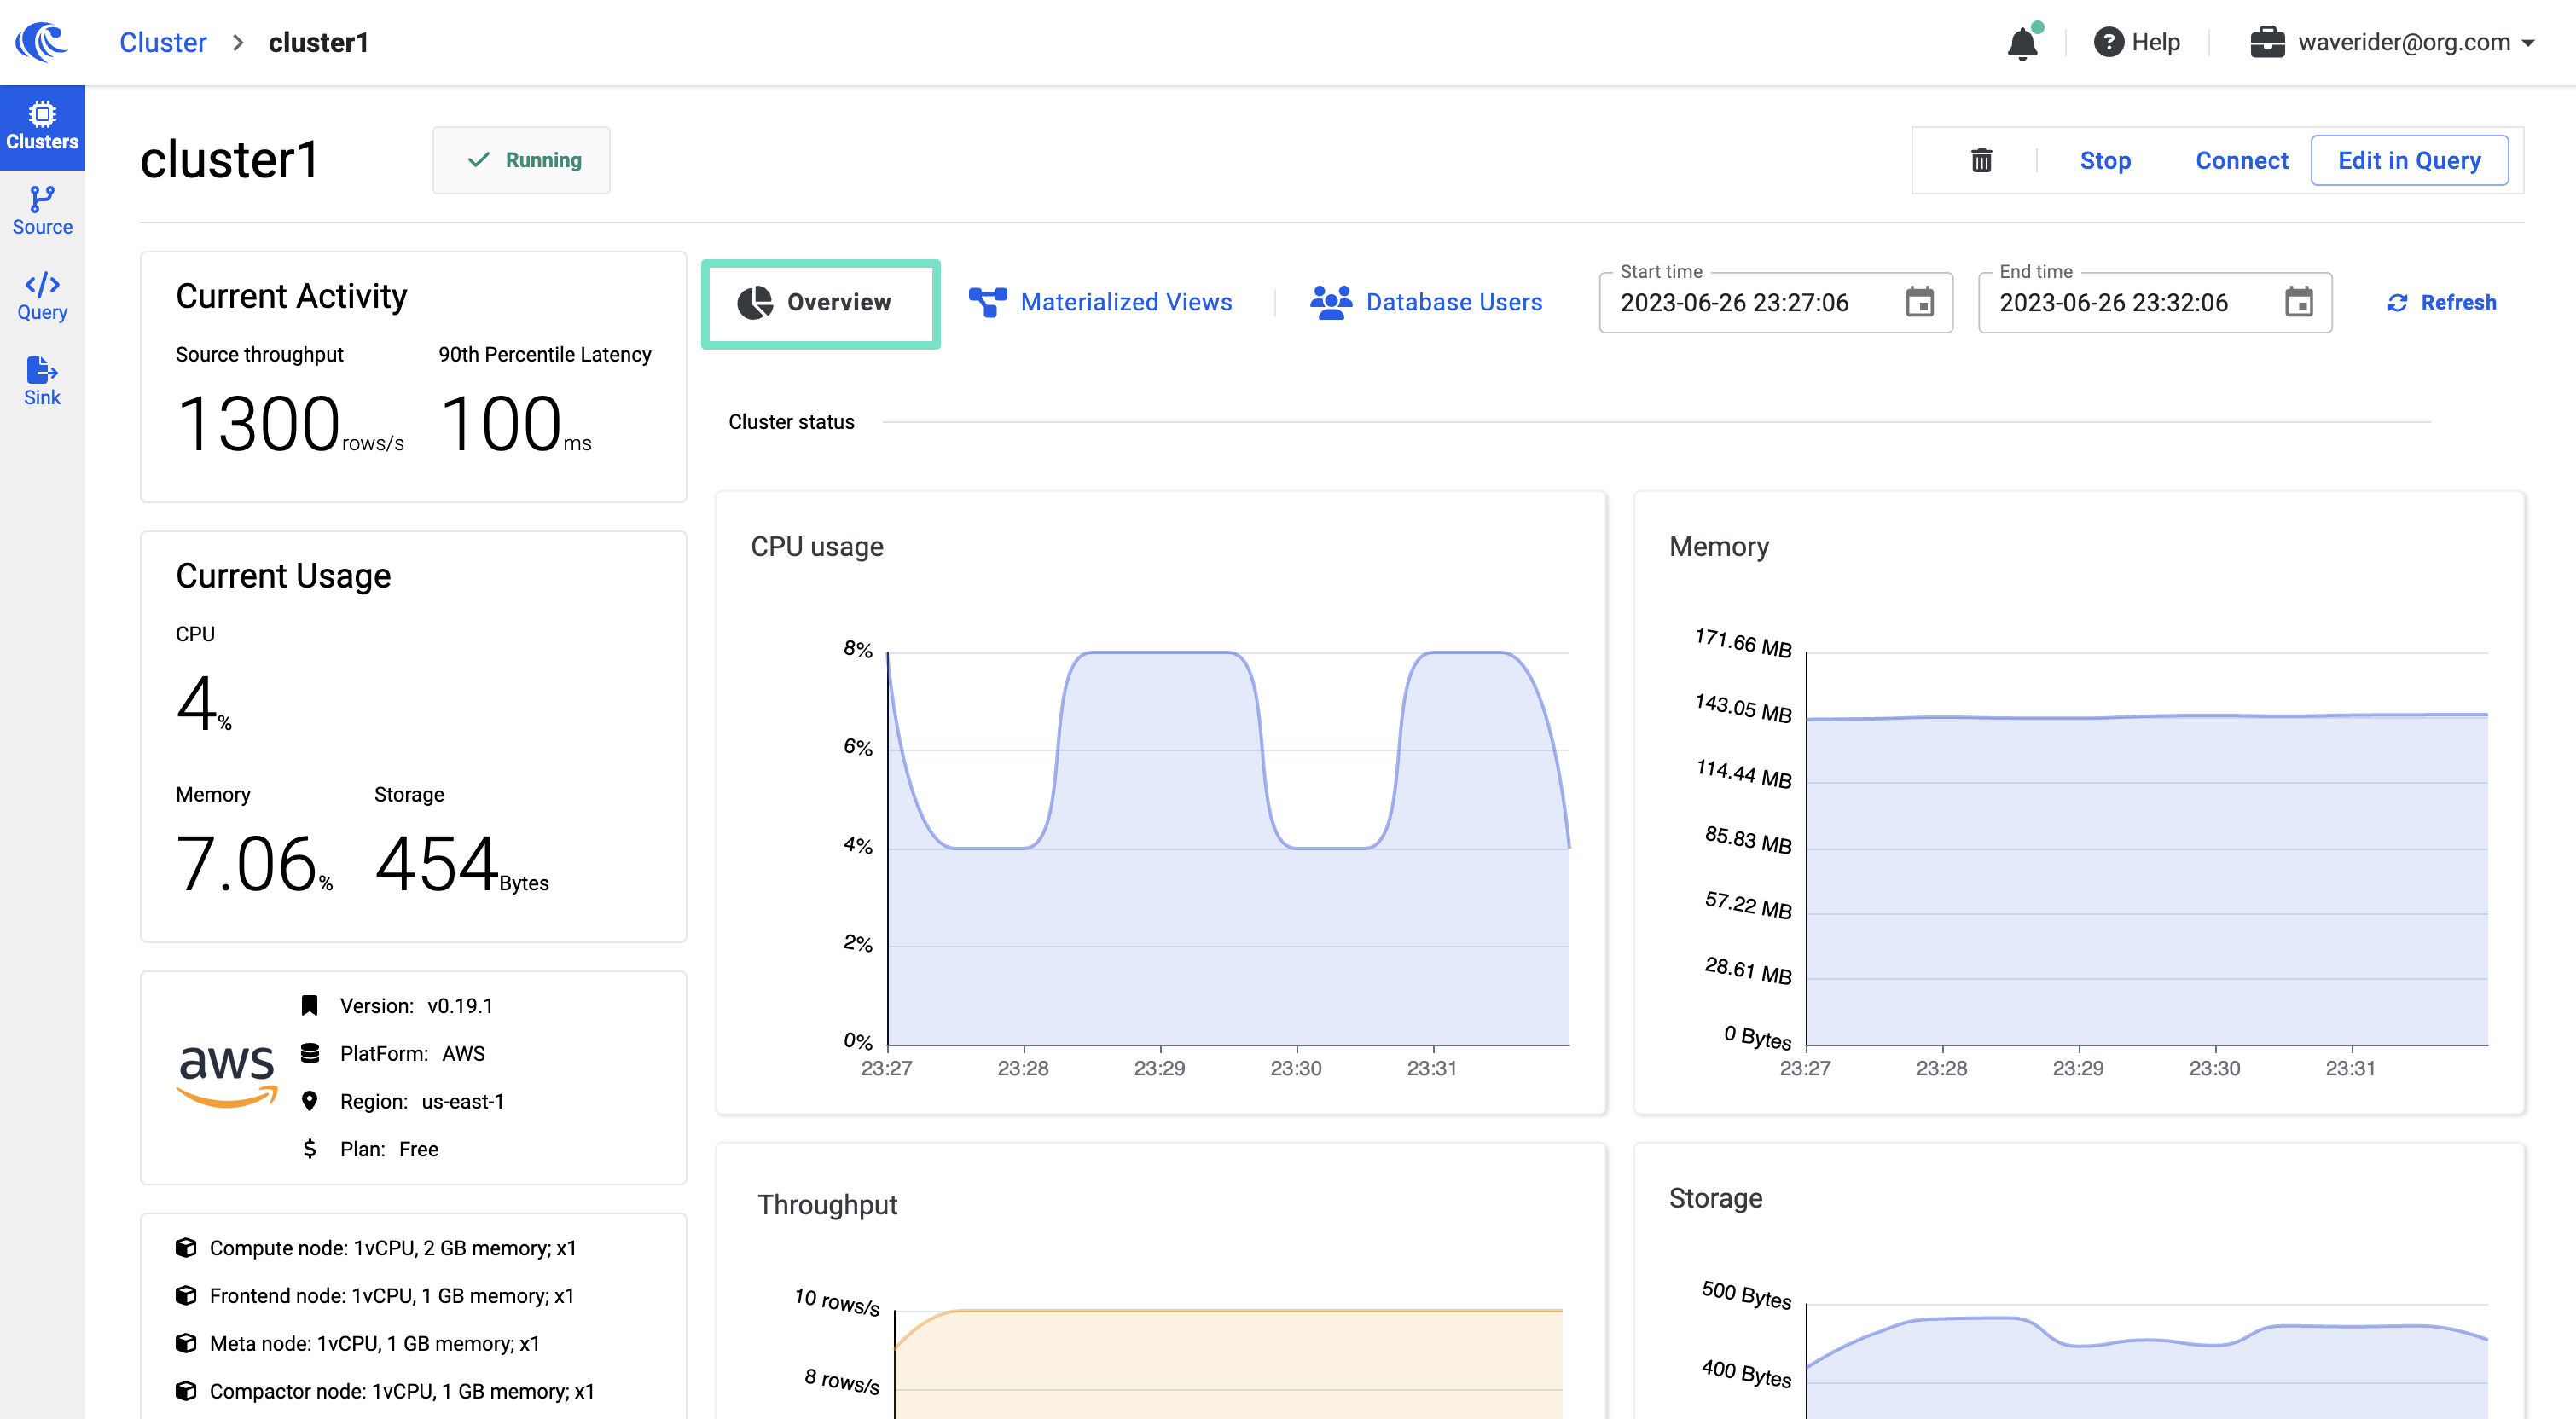 Cluster > cluster1
Help
waverider@org.com
Clusters
Source
Query
Sink
cluster1
Running
Stop
Connect
Edit in Query
Current Activity
Source throughput
90th Percentile Latency
1300 rows/s
100 ms
Current Usage
CPU
4 %
Memory
Storage
7.06 %
454 Bytes
aws
Version: v0.19.1
PlatForm: AWS
Region: us-east-1
Plan: Free
Compute node: 1vCPU, 2 GB memory; x1
Frontend node: 1vCPU, 1 GB memory; x1
Meta node: 1vCPU, 1 GB memory; x1
Compactor node: 1vCPU, 1 GB memory; x1
Overview
Materialized Views
Database Users
Start time
2023-06-26 23:27:06
End time
2023-06-26 23:32:06
Refresh
Cluster status
CPU usage
8%
6%
4%
2%
0%
23:27
23:28
23:29
23:30
23:31
Memory
171.66 MB
143.05 MB
114.44 MB
85.83 MB
57.22 MB
28.61 MB
0 Bytes
23:27
23:28
23:29
23:30
23:31
Throughput
10 rows/s
8 rows/s
Storage
500 Bytes
400 Bytes